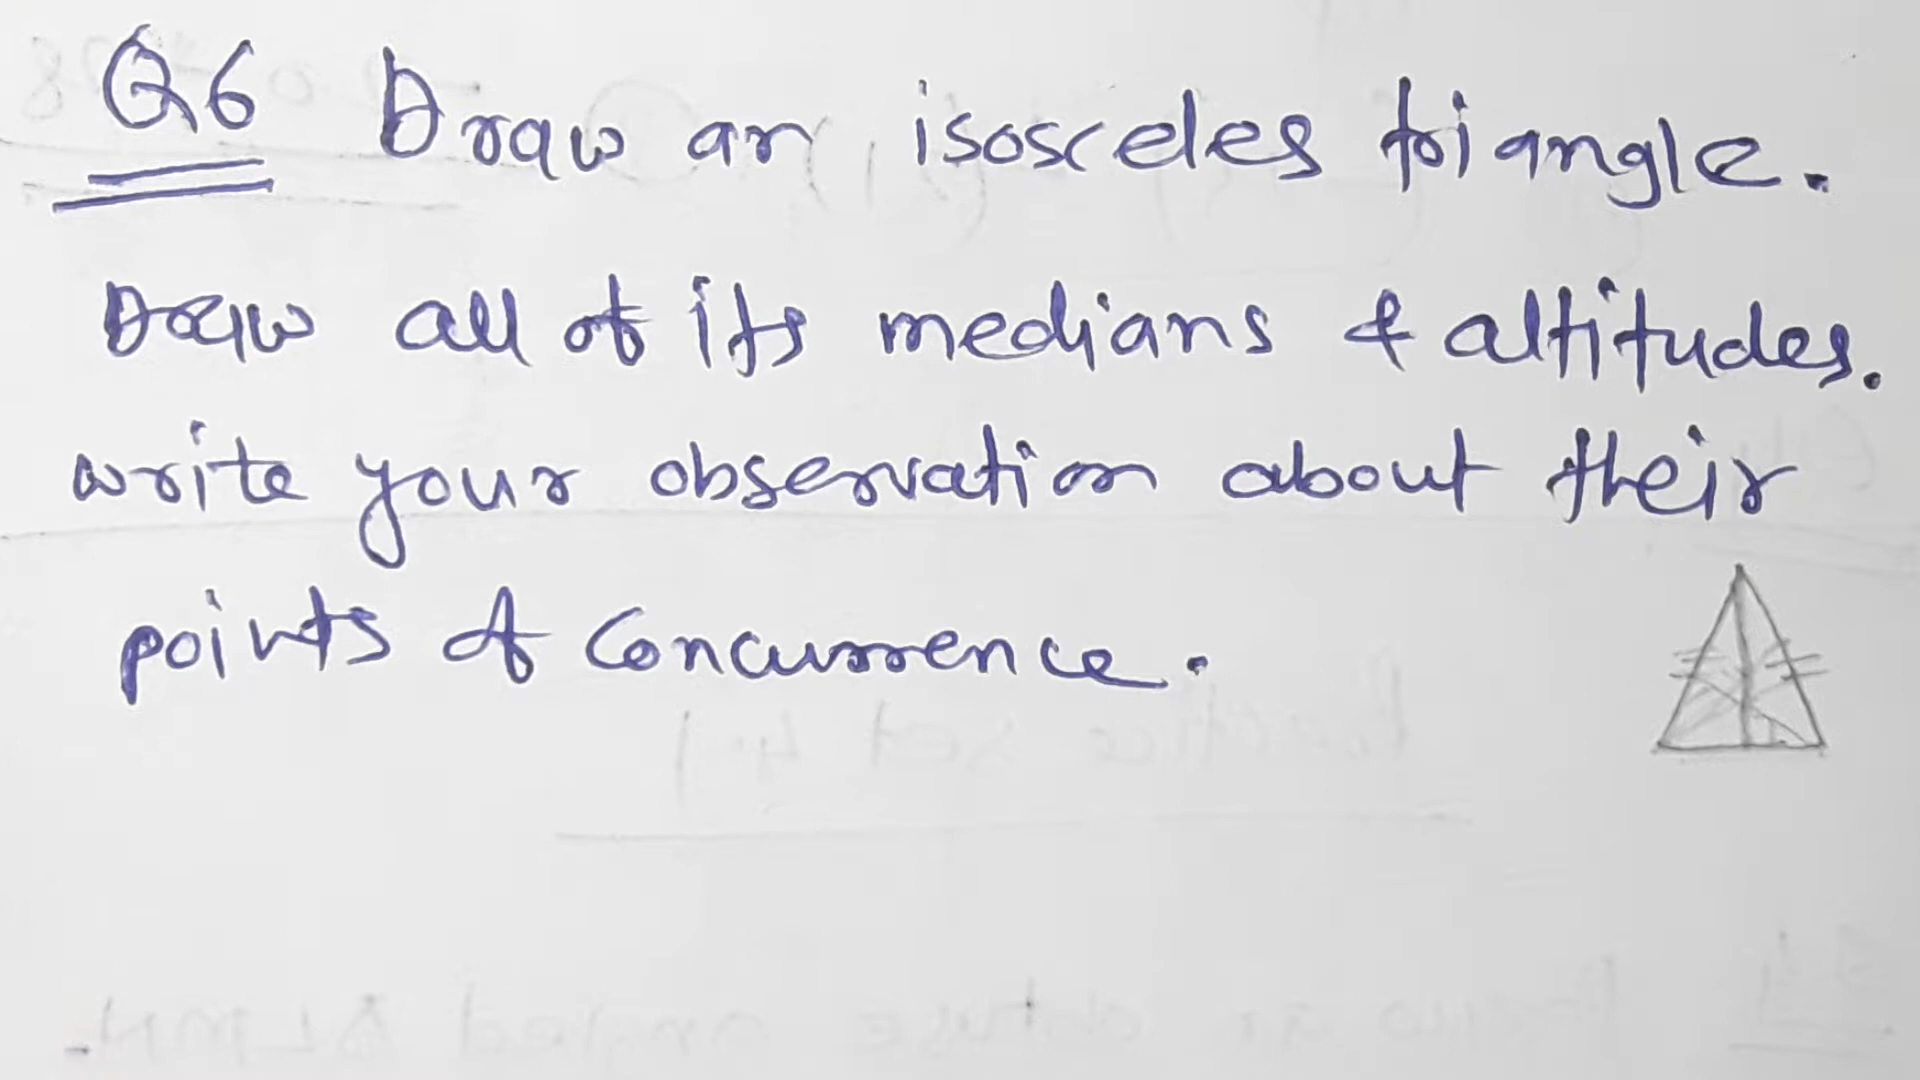 Q6 Draw an isosceles triangle.
Draw all of its medians & altitudes.
write your observation about their
points of Concurrence.